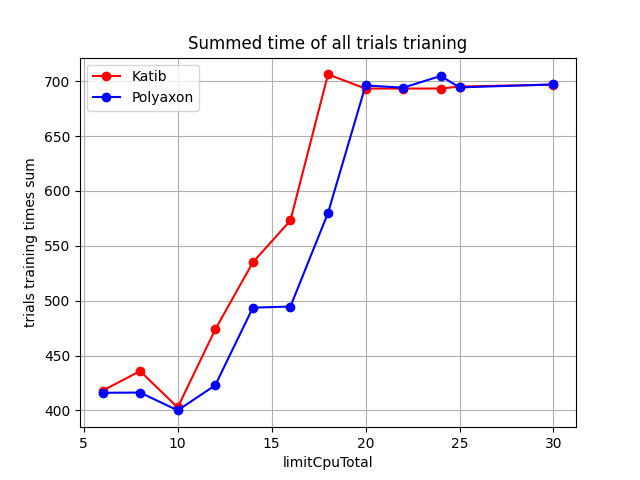 Summed time of all trials trianing
Katib
Polyaxon
trials training times sum
700
650
600
550
500
450
400
5 10 15 20 25 30
limitCpuTotal